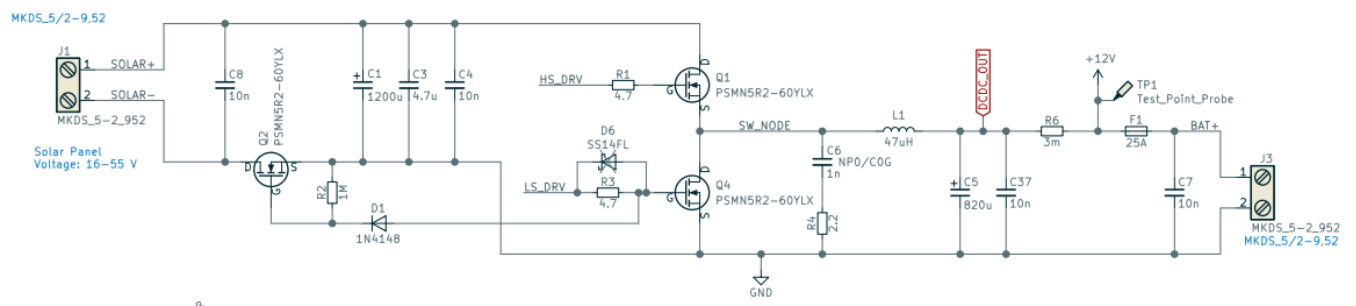 MKDS_5/2-9,52
J1
1
2
SOLAR+
SOLAR-
MKDS_5-2_952
Solar Panel
Voltage: 16-55 V
C8
10n
Q2
PSMN5R2-60YLX
D
S
G
C1
1200u
C3
4.7u
C4
10n
R2
1M
D1
1N4148
HS_DRV
R1
4.7
D
G
S
Q1
PSMN5R2-60YLX
D6
SS14FL
LS_DRV
R3
4.7
D
G
S
Q4
PSMN5R2-60YLX
SW_NODE
C6
NP0/C0G
1n
R4
2.2
GND
L1
47uH
DCDC_OUT
C5
820u
C37
10n
R6
3m
+12V
TP1
Test_Point_Probe
F1
25A
BAT+
C7
10n
J3
1
2
MKDS_5-2_952
MKDS_5/2-9,52